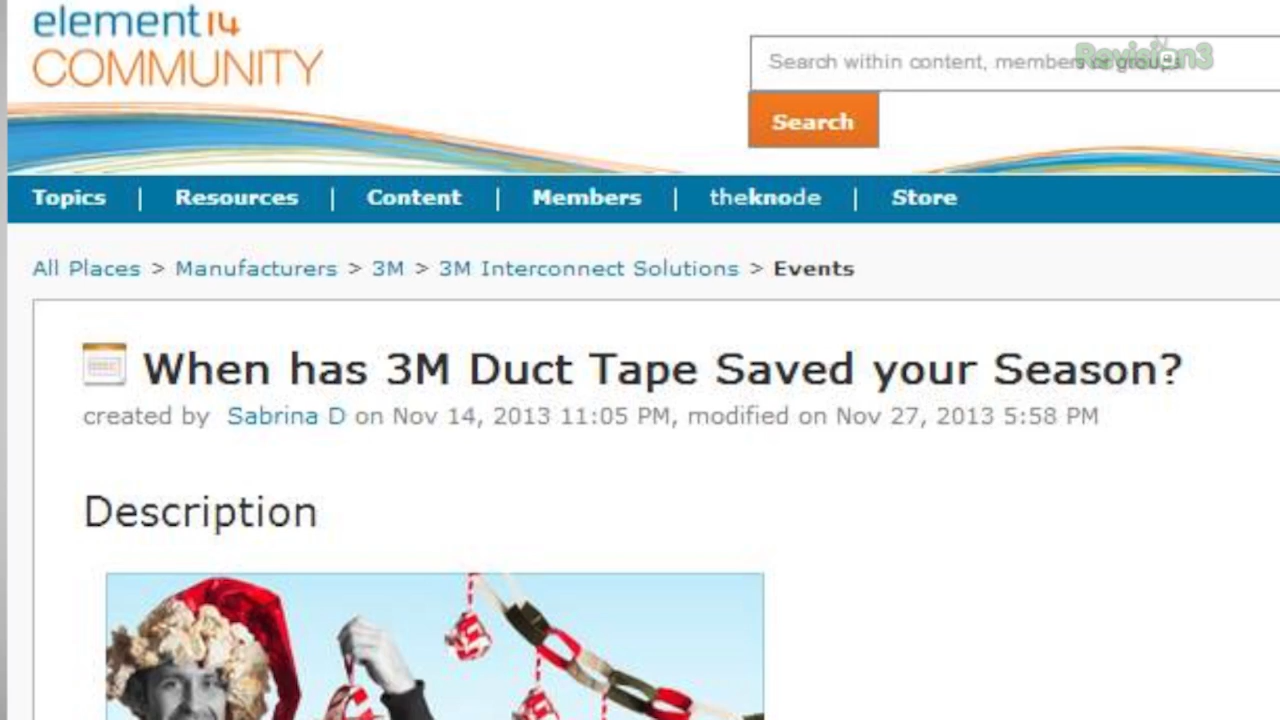 element14
COMMUNITY
Search within content, members or groups
Revision3
Search
Topics | Resources | Content | Members | theknode | Store
All Places > Manufacturers > 3M > 3M Interconnect Solutions > Events
When has 3M Duct Tape Saved your Season?
created by Sabrina D on Nov 14, 2013 11:05 PM, modified on Nov 27, 2013 5:58 PM
Description